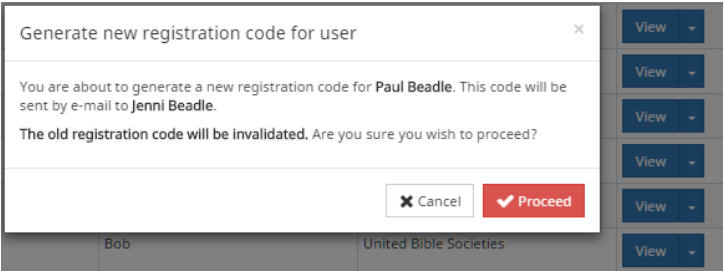 Generate new registration code for user
×
You are about to generate a new registration code for Paul Beadle. This code will be
sent by e-mail to Jenni Beadle.
The old registration code will be invalidated. Are you sure you wish to proceed?
Cancel
Proceed
View
View
View
View
View
Bob
United Bible Societies
View